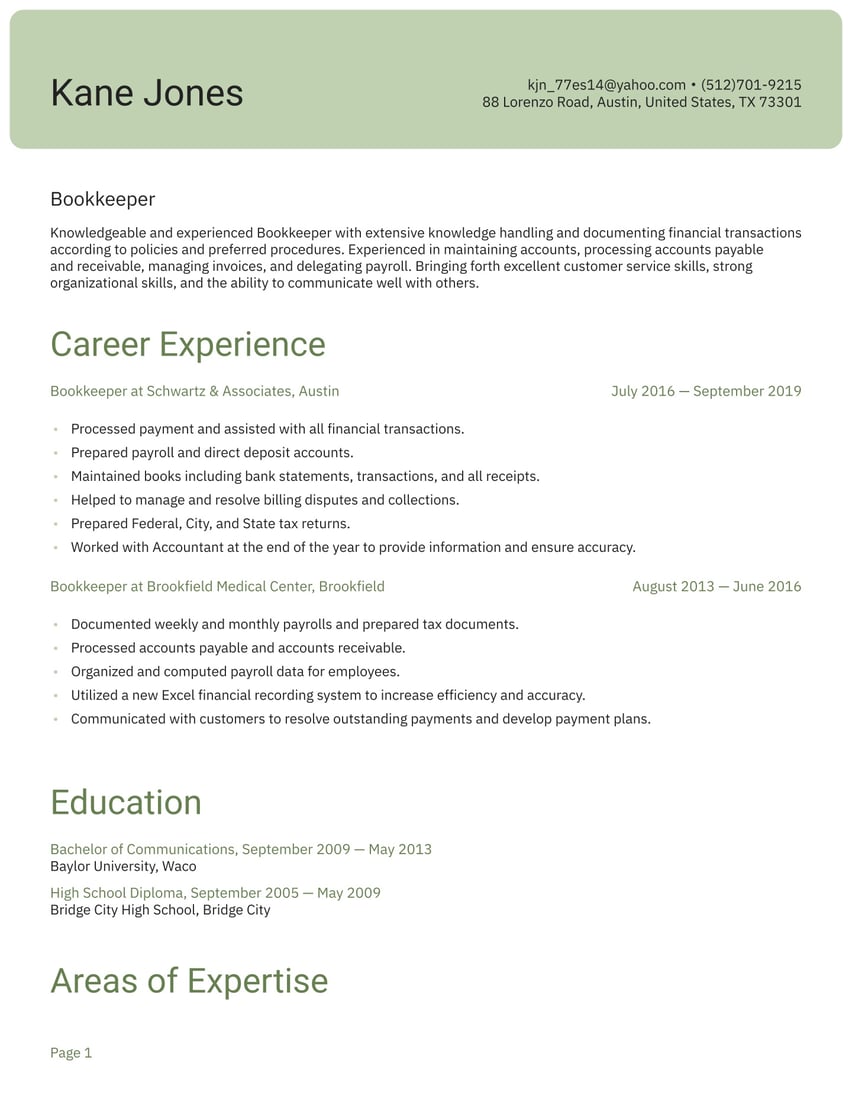 Kane Jones
kjn_77es14@yahoo.com • (512)701-9215
88 Lorenzo Road, Austin, United States, TX 73301
Bookkeeper
Knowledgeable and experienced Bookkeeper with extensive knowledge handling and documenting financial transactions
according to policies and preferred procedures. Experienced in maintaining accounts, processing accounts payable
and receivable, managing invoices, and delegating payroll. Bringing forth excellent customer service skills, strong
organizational skills, and the ability to communicate well with others.
Career Experience
Bookkeeper at Schwartz & Associates, Austin July 2016 — September 2019
• Processed payment and assisted with all financial transactions.
• Prepared payroll and direct deposit accounts.
• Maintained books including bank statements, transactions, and all receipts.
• Helped to manage and resolve billing disputes and collections.
• Prepared Federal, City, and State tax returns.
• Worked with Accountant at the end of the year to provide information and ensure accuracy.
Bookkeeper at Brookfield Medical Center, Brookfield August 2013 — June 2016
• Documented weekly and monthly payrolls and prepared tax documents.
• Processed accounts payable and accounts receivable.
• Organized and computed payroll data for employees.
• Utilized a new Excel financial recording system to increase efficiency and accuracy.
• Communicated with customers to resolve outstanding payments and develop payment plans.
Education
Bachelor of Communications, September 2009 — May 2013
Baylor University, Waco
High School Diploma, September 2005 — May 2009
Bridge City High School, Bridge City
Areas of Expertise
Page 1